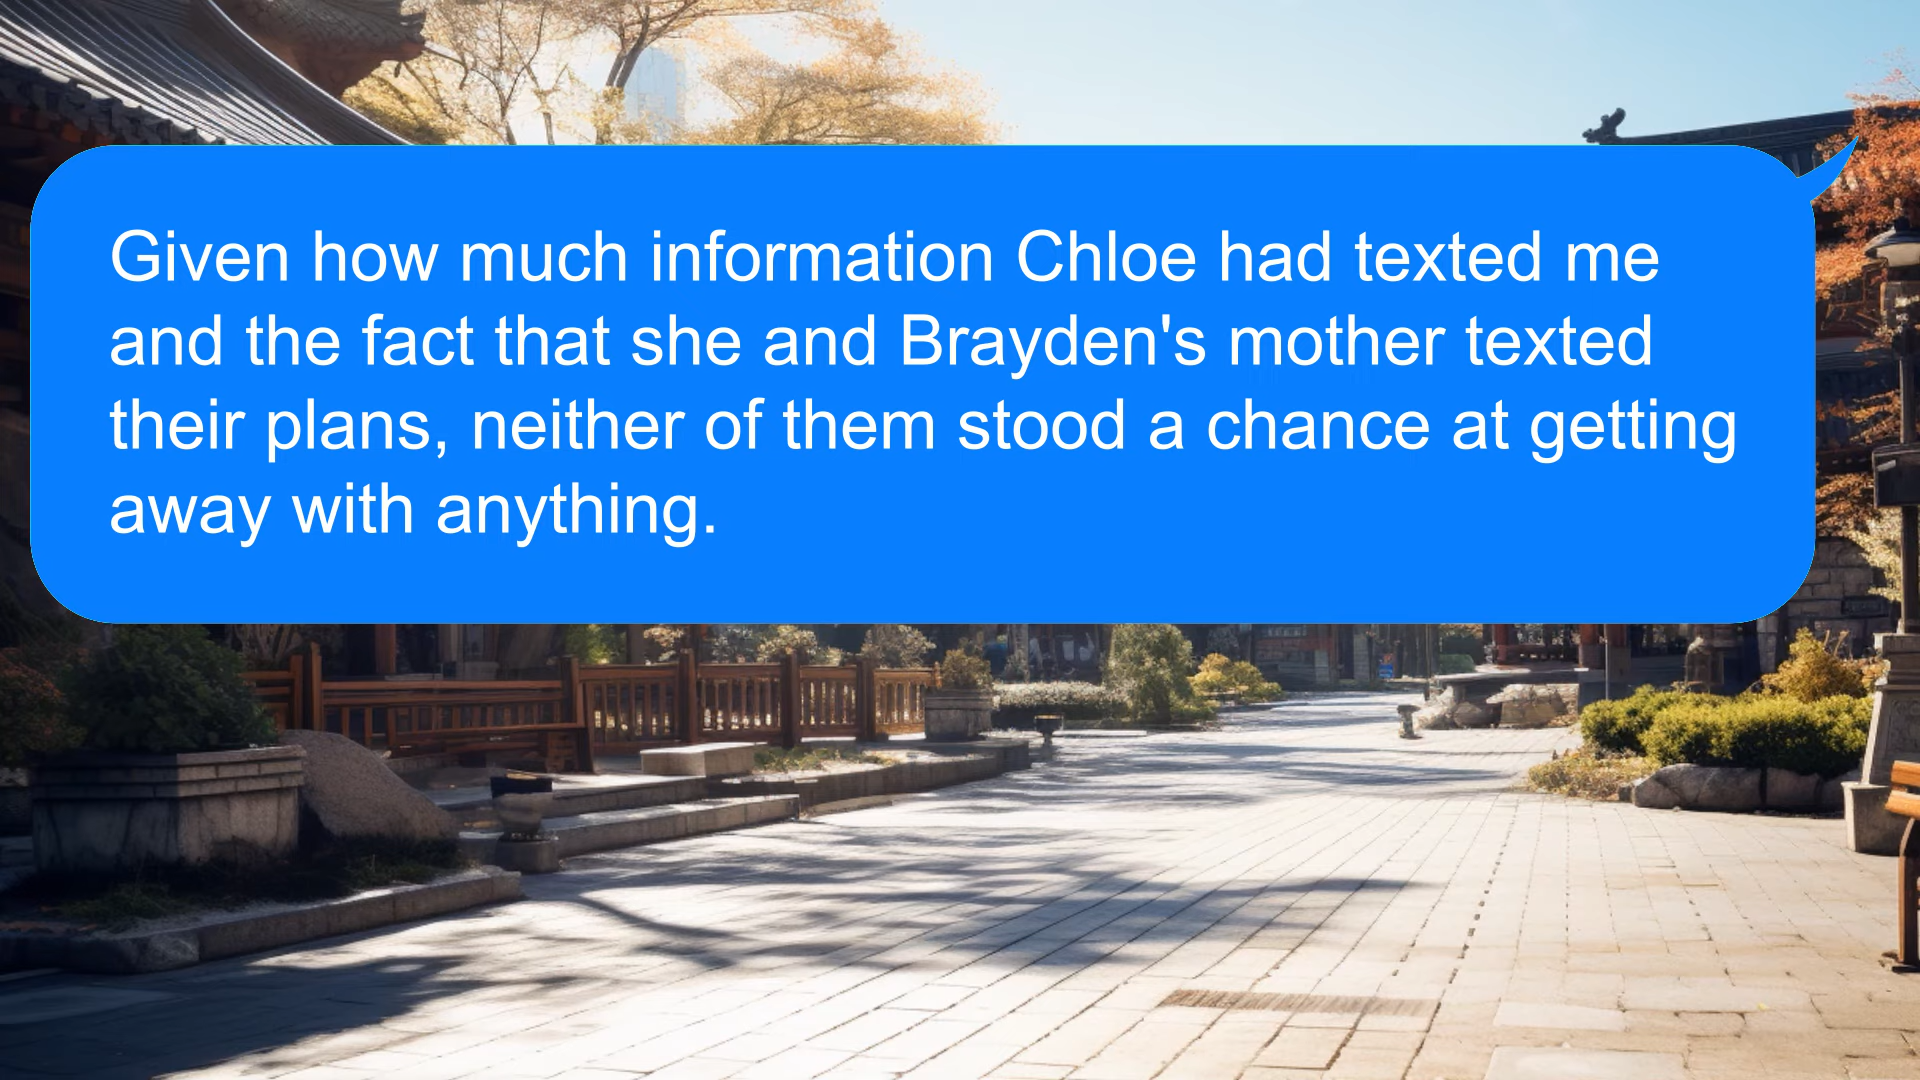 Given how much information Chloe had texted me
and the fact that she and Brayden's mother texted
their plans, neither of them stood a chance at getting
away with anything.